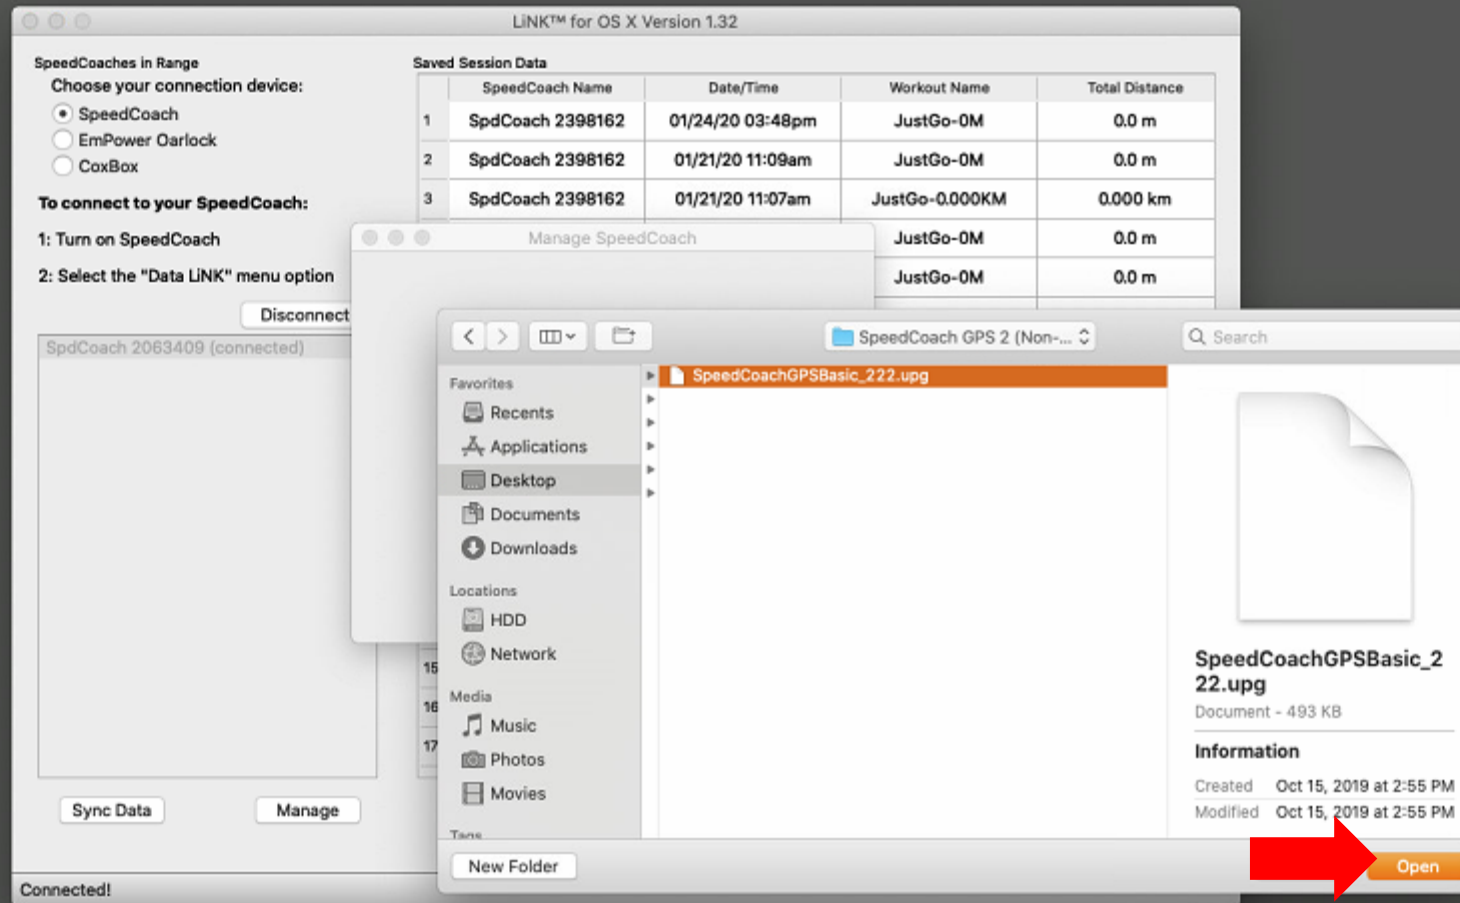 LiNK™ for OS X Version 1.32
SpeedCoaches in Range
Choose your connection device:
SpeedCoach
EmPower Oarlock
CoxBox
To connect to your SpeedCoach:
1: Turn on SpeedCoach
2: Select the "Data LiNK" menu option
Disconnect
SpdCoach 2063409 (connected)
Sync Data
Manage
Connected!
Saved Session Data
SpeedCoach Name Date/Time Workout Name Total Distance
1 SpdCoach 2398162 01/24/20 03:48pm JustGo-0M 0.0 m
2 SpdCoach 2398162 01/21/20 11:09am JustGo-0M 0.0 m
3 SpdCoach 2398162 01/21/20 11:07am JustGo-0.000KM 0.000 km
JustGo-0M 0.0 m
JustGo-0M 0.0 m
15
16
17
Manage SpeedCoach
SpeedCoach GPS 2 (Non-...
Search
Favorites
Recents
Applications
Desktop
Documents
Downloads
Locations
HDD
Network
Media
Music
Photos
Movies
Tags
SpeedCoachGPSBasic_222.upg
SpeedCoachGPSBasic_2
22.upg
Document - 493 KB
Information
Created Oct 15, 2019 at 2:55 PM
Modified Oct 15, 2019 at 2:55 PM
New Folder
Open